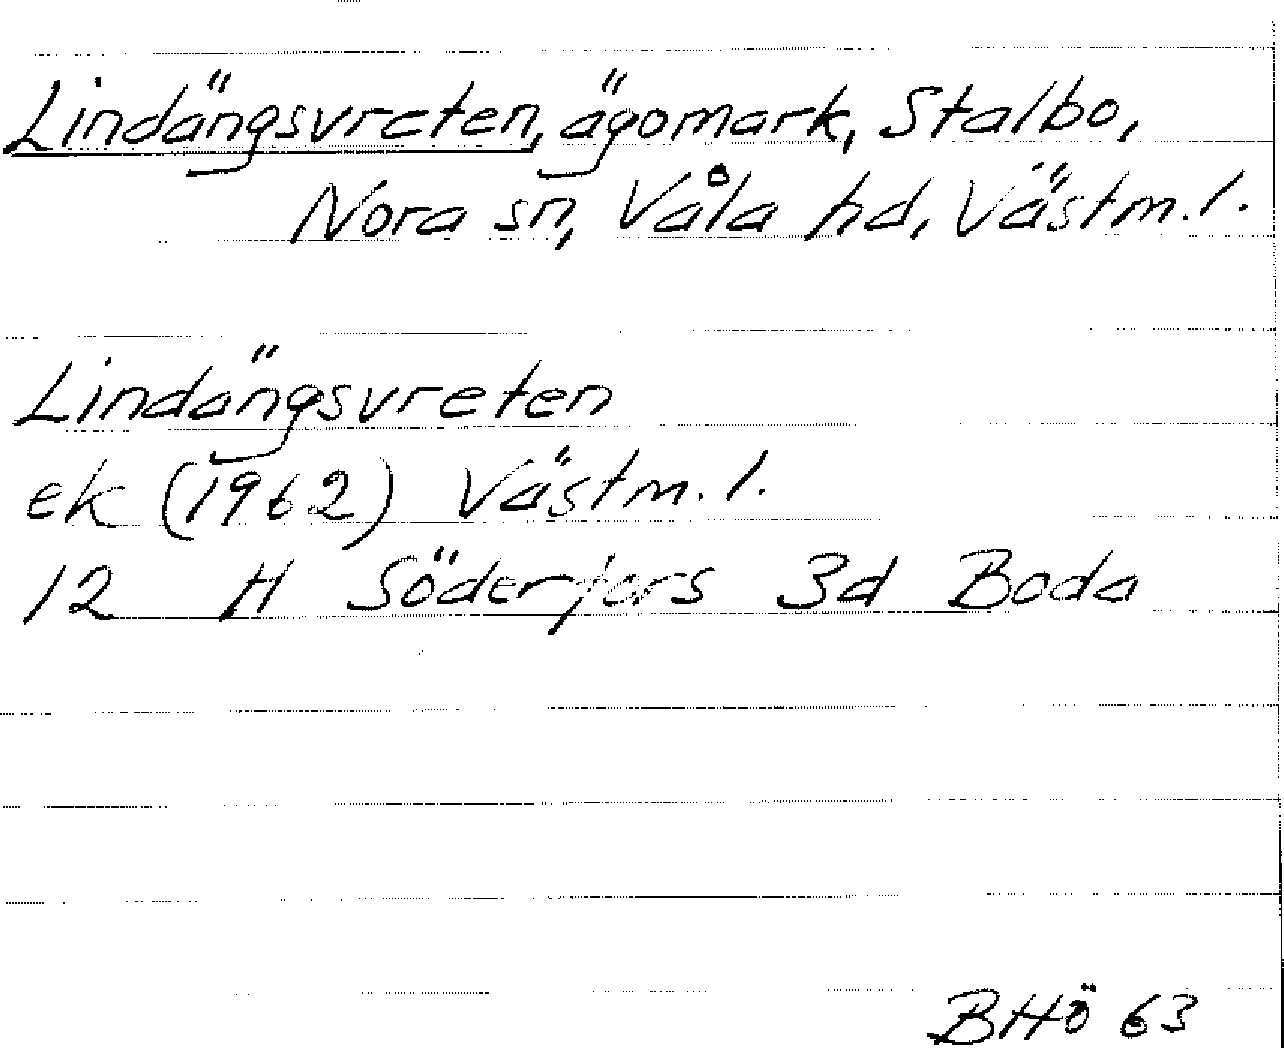 Lindängsvreten, ägomark, Stalbo,
Nora sn, Våla hd, Västm. l.
Lindängsvreten
ek (1962) Västm. l.
12 H Söderfors 3d Boda
BHö 63